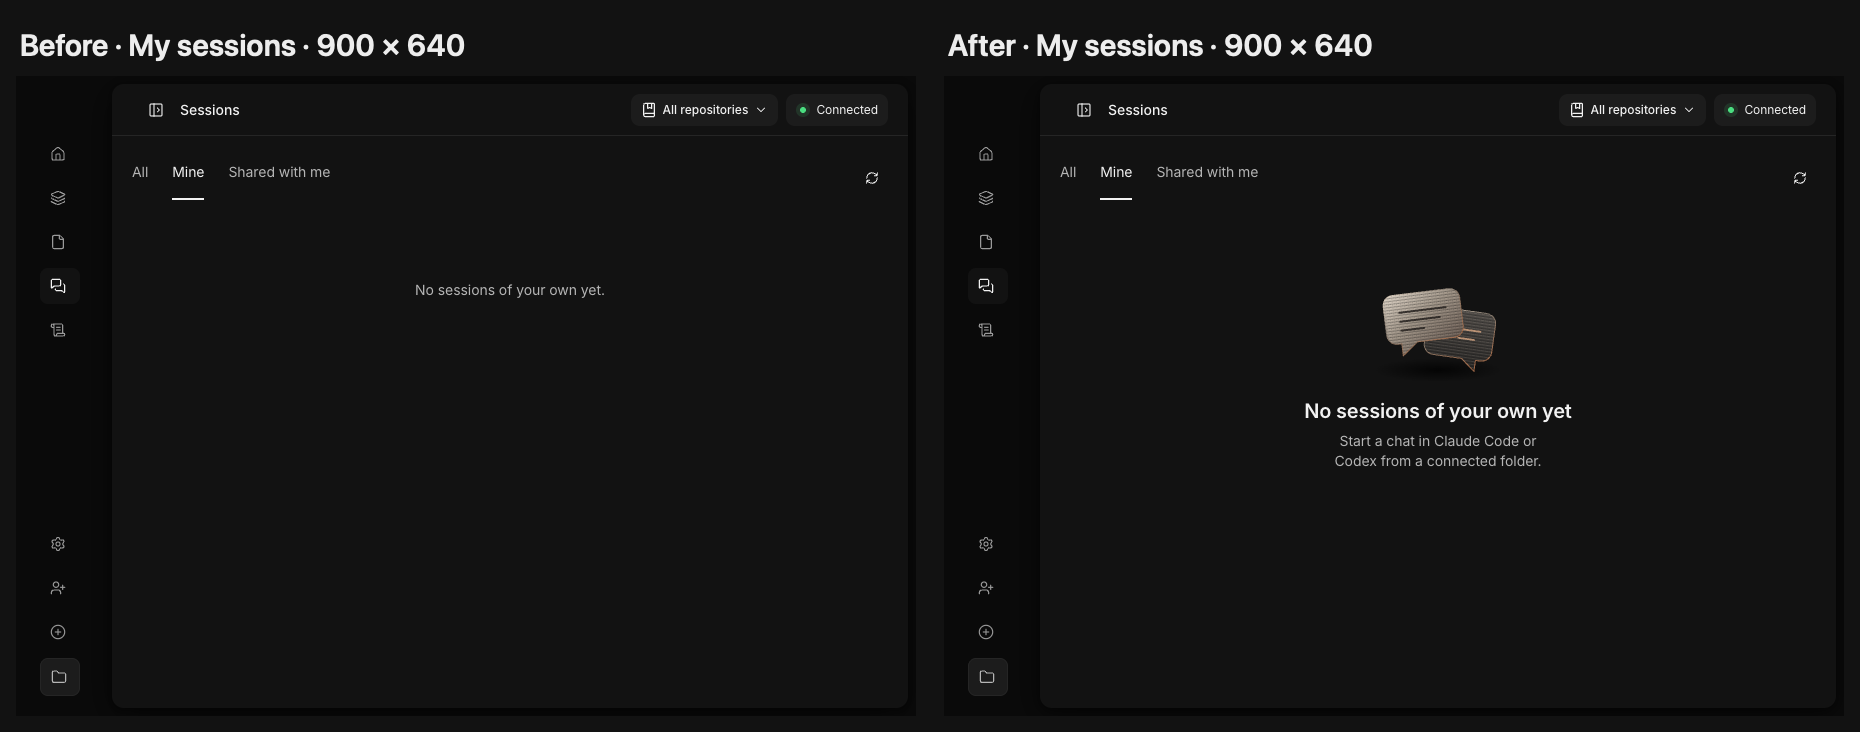 Before · My sessions · 900 × 640
Sessions
All repositories
Connected
All
Mine
Shared with me
No sessions of your own yet.
After · My sessions · 900 × 640
Sessions
All repositories
Connected
All
Mine
Shared with me
No sessions of your own yet
Start a chat in Claude Code or
Codex from a connected folder.